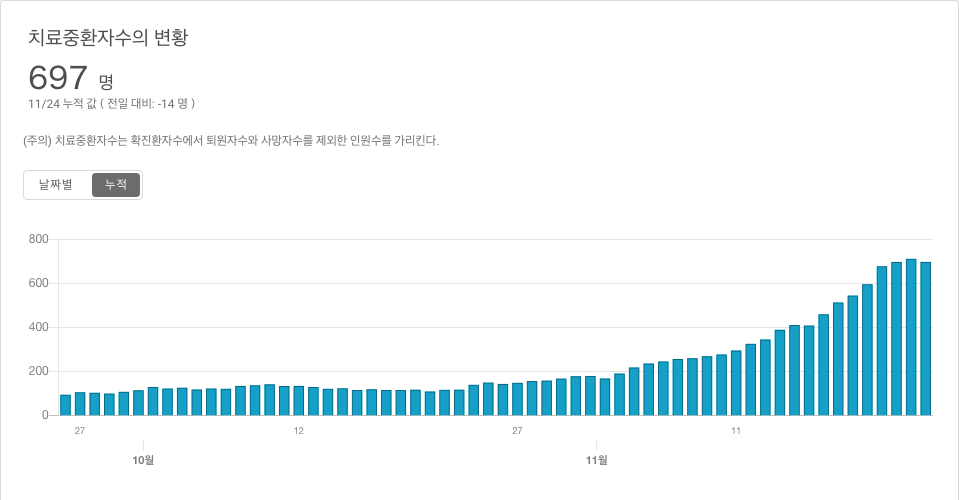 치료중환자수의 변황
697 명
11/24 누적 값 ( 전일 대비: -14 명 )
(주의) 치료중환자수는 확진환자수에서 퇴원자수와 사망자수를 제외한 인원수를 가리킨다.
날짜별 누적
800
600
400
200
0
27 12 27 11
10월 11월